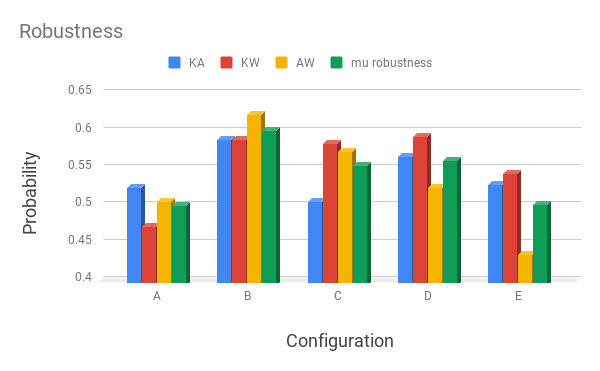 Robustness
KA KW AW mu robustness
0.65
0.6
0.55
0.5
0.45
0.4
Probability
A B C D E
Configuration